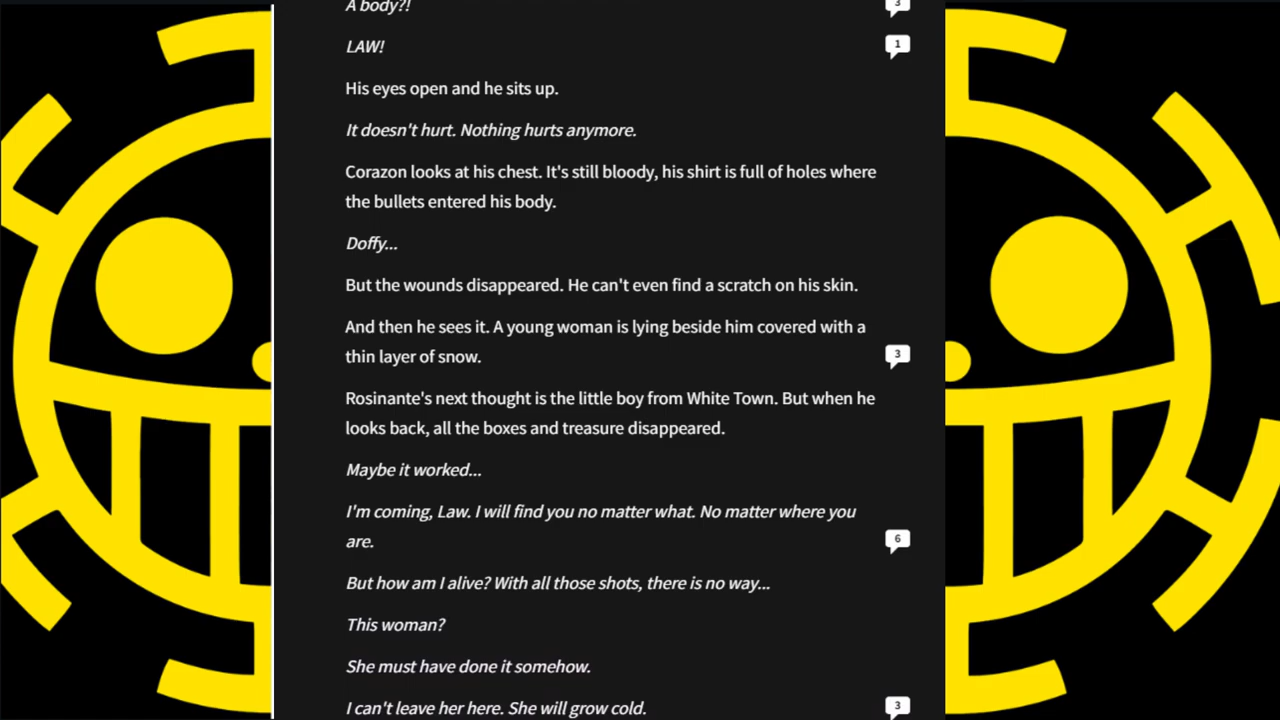 A body?!
3
LAW!
1
His eyes open and he sits up.
It doesn't hurt. Nothing hurts anymore.
Corazon looks at his chest. It's still bloody, his shirt is full of holes where
the bullets entered his body.
Doffy...
But the wounds disappeared. He can't even find a scratch on his skin.
And then he sees it. A young woman is lying beside him covered with a
thin layer of snow.
3
Rosinante's next thought is the little boy from White Town. But when he
looks back, all the boxes and treasure disappeared.
Maybe it worked...
I'm coming, Law. I will find you no matter what. No matter where you
are.
6
But how am I alive? With all those shots, there is no way...
This woman?
She must have done it somehow.
I can't leave her here. She will grow cold.
3